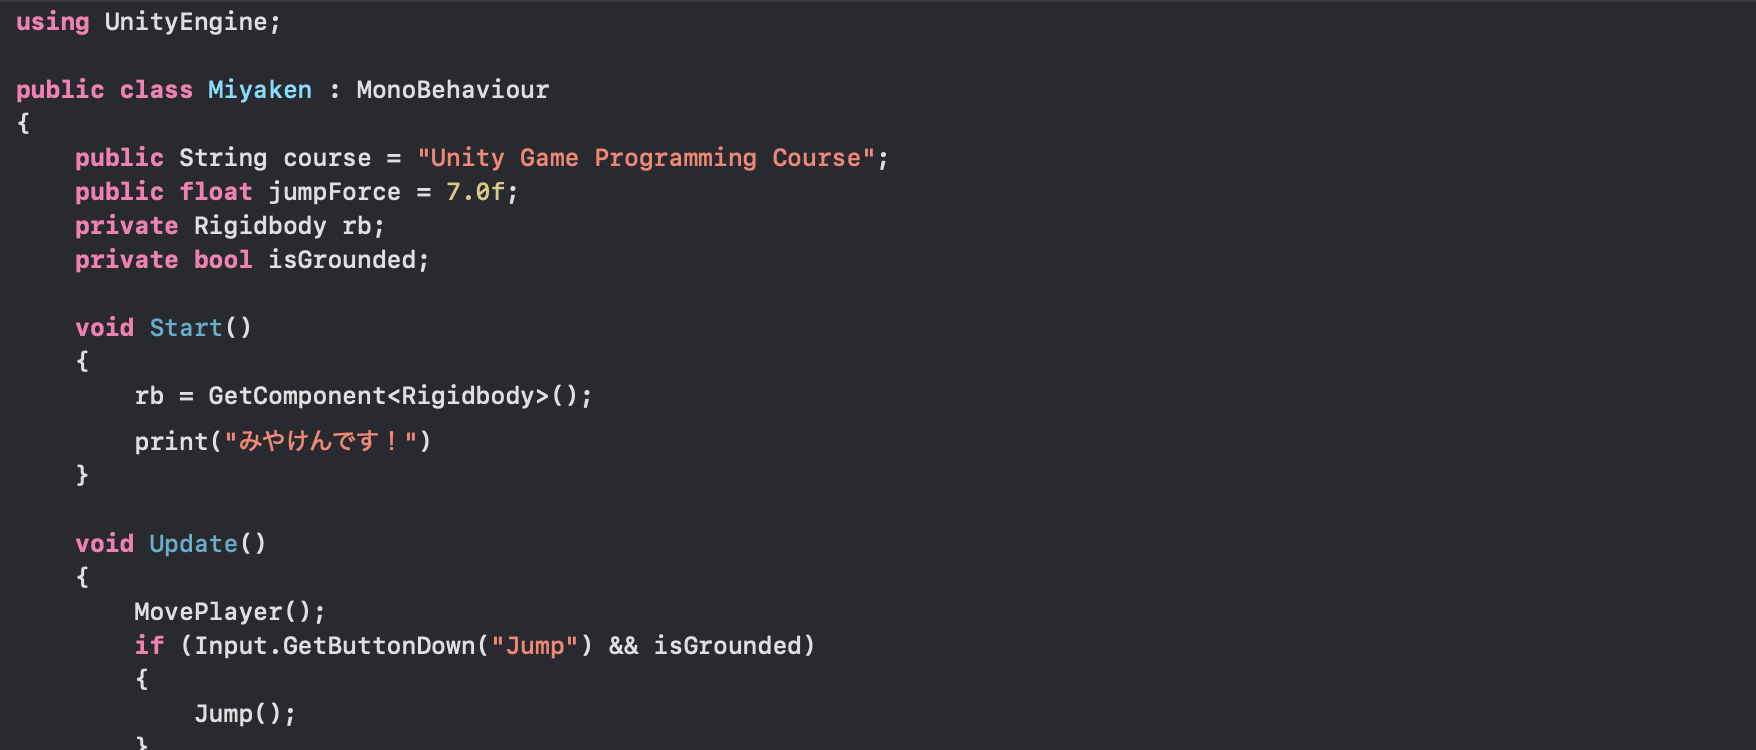 using UnityEngine;
public class Miyaken : MonoBehaviour
{
public String course = "Unity Game Programming Course";
public float jumpForce = 7.0f;
private Rigidbody rb;
private bool isGrounded;
void Start()
{
rb = GetComponent<Rigidbody>();
print("みやけんです！")
}
void Update()
{
MovePlayer();
if (Input.GetButtonDown("Jump") && isGrounded)
{
Jump();
}